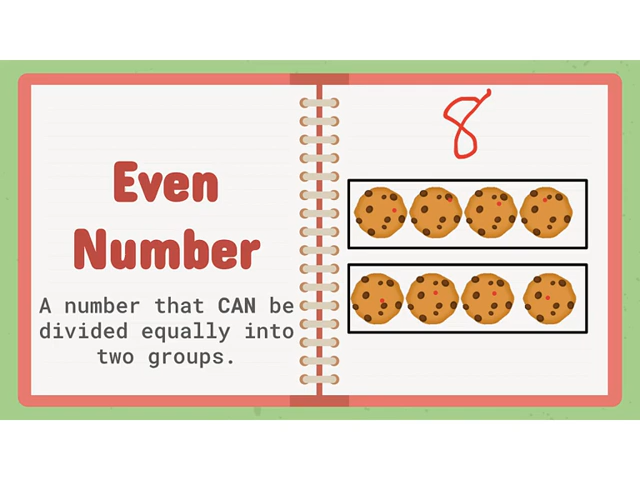 Even
Number
A number that CAN be
divided equally into
two groups.
8